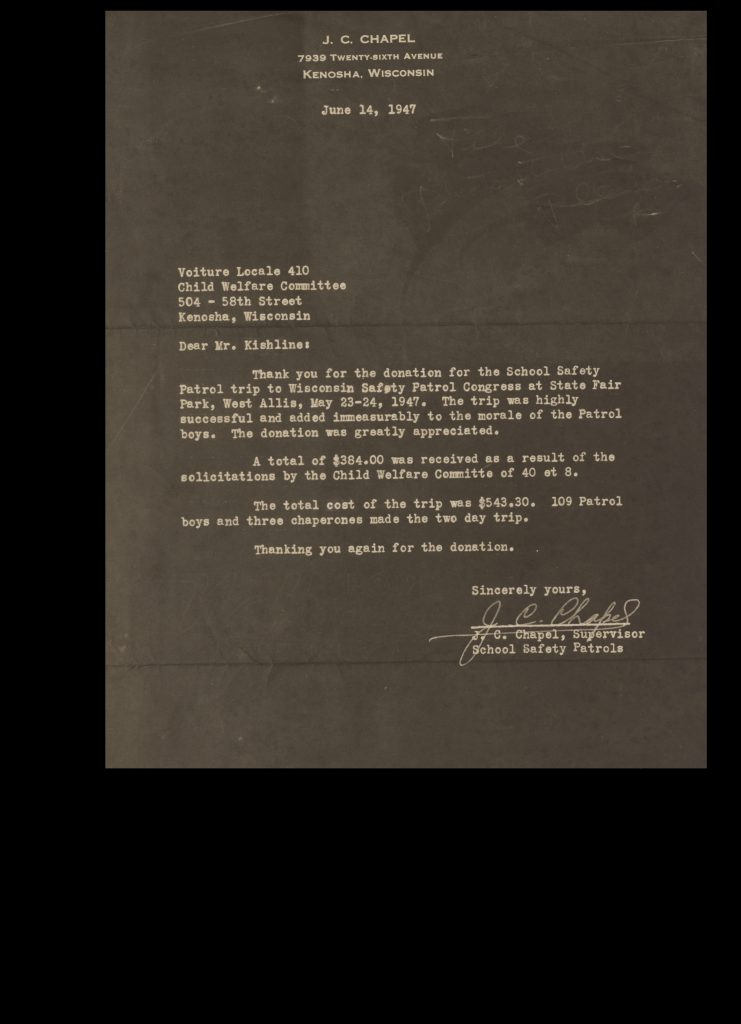 J. C. CHAPEL
7939 TWENTY-SIXTH AVENUE
KENOSHA, WISCONSIN
June 14, 1947
Voiture Locale 410
Child Welfare Committee
504 - 58th Street
Kenosha, Wisconsin
Dear Mr. Kishline:
Thank you for the donation for the School Safety
Patrol trip to Wisconsin Safety Patrol Congress at State Fair
Park, West Allis, May 23-24, 1947. The trip was highly
successful and added immeasurably to the morale of the Patrol
boys. The donation was greatly appreciated.
A total of $384.00 was received as a result of the
solicitations by the Child Welfare Committe of 40 et 8.
The total cost of the trip was $543.30. 109 Patrol
boys and three chaperones made the two day trip.
Thanking you again for the donation.
Sincerely yours,
J. C. Chapel
J. C. Chapel, Supervisor
School Safety Patrols